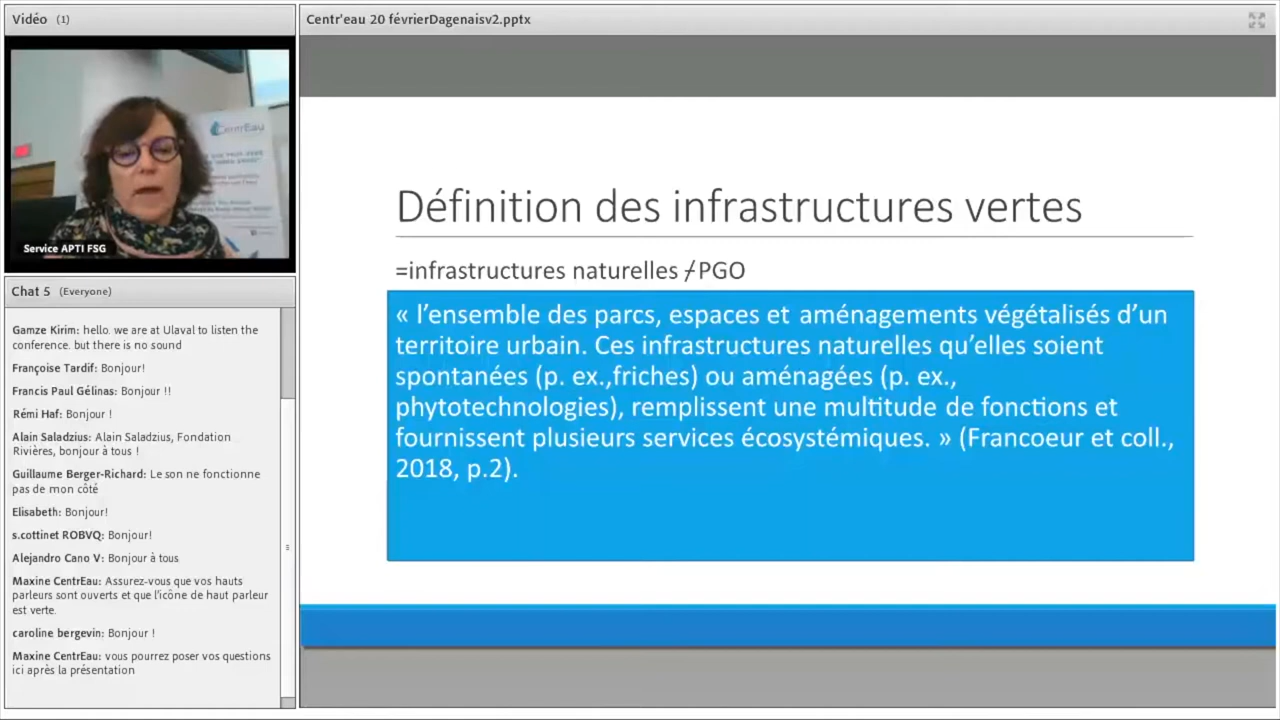 Vidéo (1)
CentrEau
Service APTI FSG
Chat 5 (Everyone)
Gamze Kirim: hello. we are at Ulaval to listen the
conference. but there is no sound
Françoise Tardif: Bonjour!
Francis Paul Gélinas: Bonjour !!
Rémi Haf: Bonjour !
Alain Saladzius: Alain Saladzius, Fondation
Rivières, bonjour à tous !
Guillaume Berger-Richard: Le son ne fonctionne
pas de mon côté
Elisabeth: Bonjour!
s.cottinet ROBVQ: Bonjour!
Alejandro Cano V: Bonjour à tous
Maxine CentrEau: Assurez-vous que vos hauts
parleurs sont ouverts et que l'icône de haut parleur
est verte.
caroline bergevin: Bonjour !
Maxine CentrEau: vous pourrez poser vos questions
ici après la présentation
Centr'eau 20 févrierDagenaisv2.pptx
Définition des infrastructures vertes
=infrastructures naturelles ≠PGO
« l'ensemble des parcs, espaces et aménagements végétalisés d'un
territoire urbain. Ces infrastructures naturelles qu'elles soient
spontanées (p. ex.,friches) ou aménagées (p. ex.,
phytotechnologies), remplissent une multitude de fonctions et
fournissent plusieurs services écosystémiques. » (Francoeur et coll.,
2018, p.2).